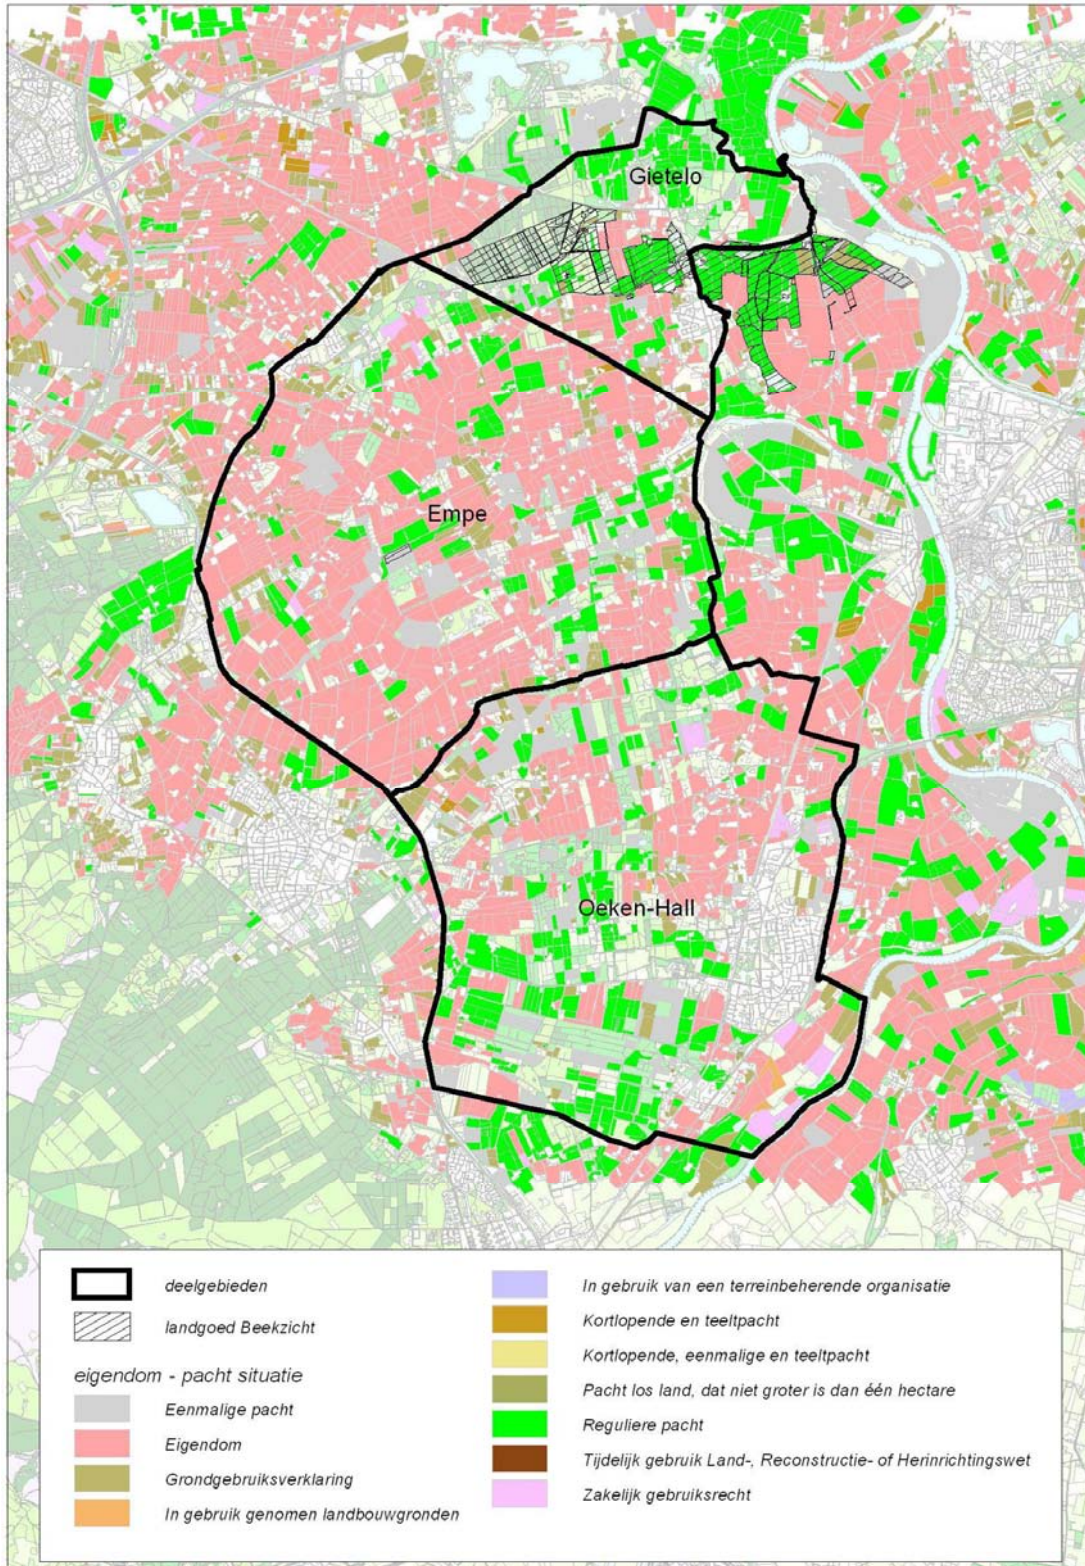 Gietelo
Empe
Oeken-Hall
deelgebieden
landgoed Beekzicht
eigendom - pacht situatie
Eenmalige pacht
Eigendom
Grondgebruiksverklaring
In gebruik genomen landbouwgronden
In gebruik van een terreinbeherende organisatie
Kortlopende en teeltpacht
Kortlopende, eenmalige en teeltpacht
Pacht los land, dat niet groter is dan één hectare
Reguliere pacht
Tijdelijk gebruik Land-, Reconstructie- of Herinrichtingswet
Zakelijk gebruiksrecht